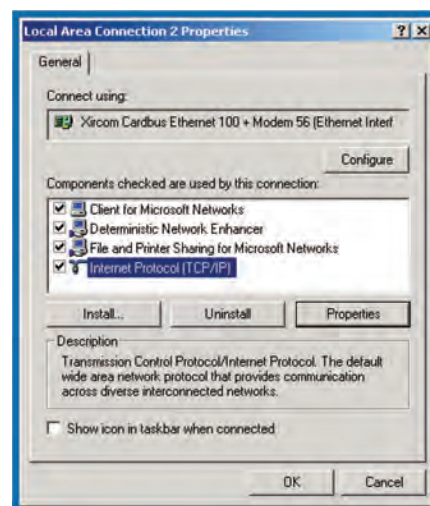 Local Area Connection 2 Properties
General
Connect using:
Xircom Cardbus Ethernet 100 + Modem 56 (Ethernet Interf
Configure
Components checked are used by this connection:
Client for Microsoft Networks
Deterministic Network Enhancer
File and Printer Sharing for Microsoft Networks
Internet Protocol (TCP/IP)
Install...
Uninstall
Properties
Description
Transmission Control Protocol/Internet Protocol. The default
wide area network protocol that provides communication
across diverse interconnected networks.
Show icon in taskbar when connected
OK
Cancel